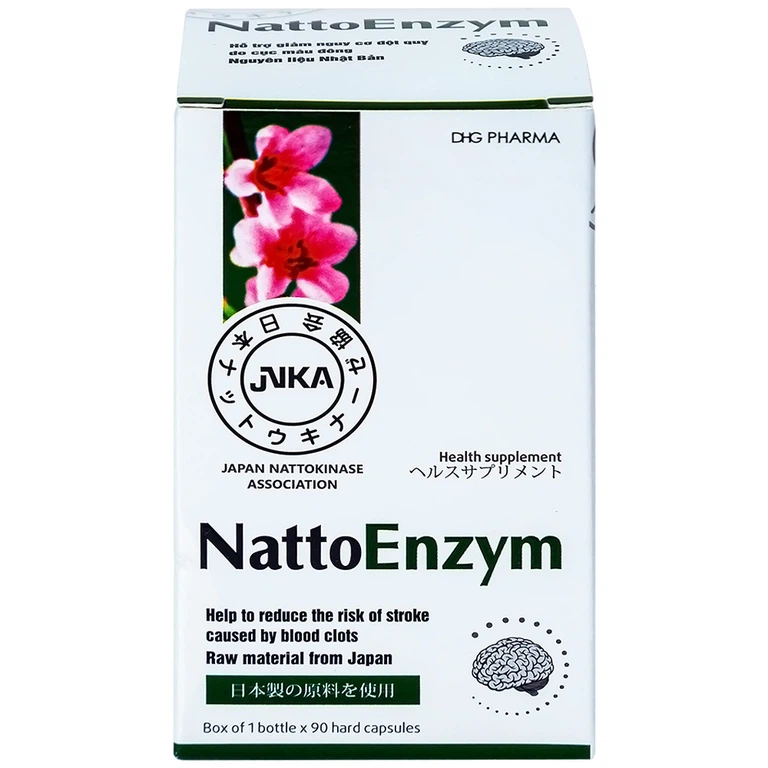 NattoEnzym
Hỗ trợ giảm nguy cơ đột quỵ
do cục máu đông
Nguyên liệu Nhật Bản
DHG PHARMA
日本ナットウキナーゼ協会
JNKA
JAPAN NATTOKINASE
ASSOCIATION
Health supplement
ヘルスサプリメント
NattoEnzym
Help to reduce the risk of stroke
caused by blood clots
Raw material from Japan
日本製の原料を使用
Box of 1 bottle x 90 hard capsules